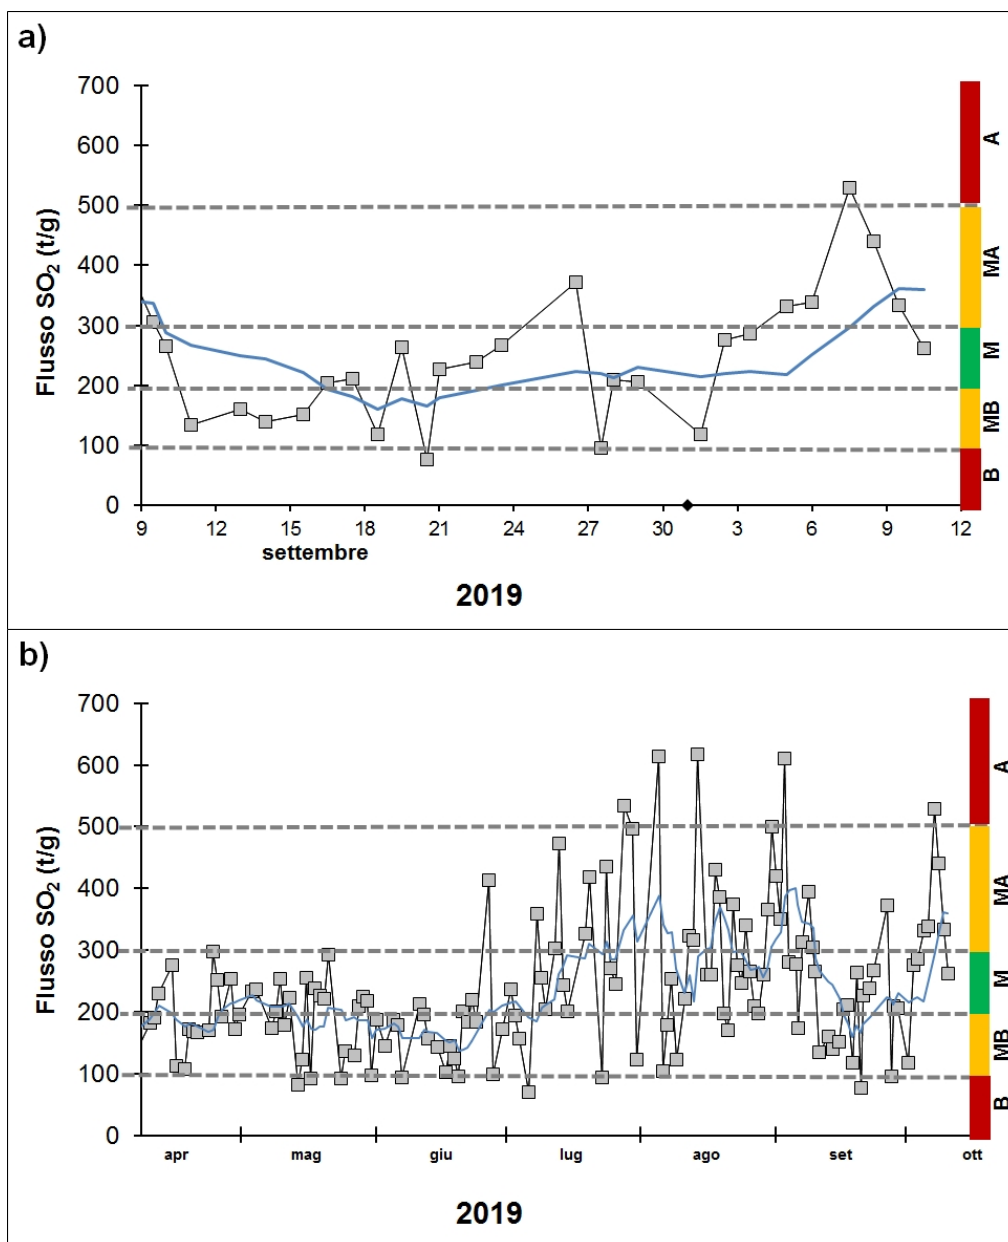 a)
700
600
500
400
300
200
100
0
Flusso SO₂ (t/g)
A
MA
M
MB
B
9 12 15 18 21 24 27 30 3 6 9 12
settembre
2019
b)
700
600
500
400
300
200
100
0
Flusso SO₂ (t/g)
A
MA
M
MB
B
apr mag giu lug ago set ott
2019